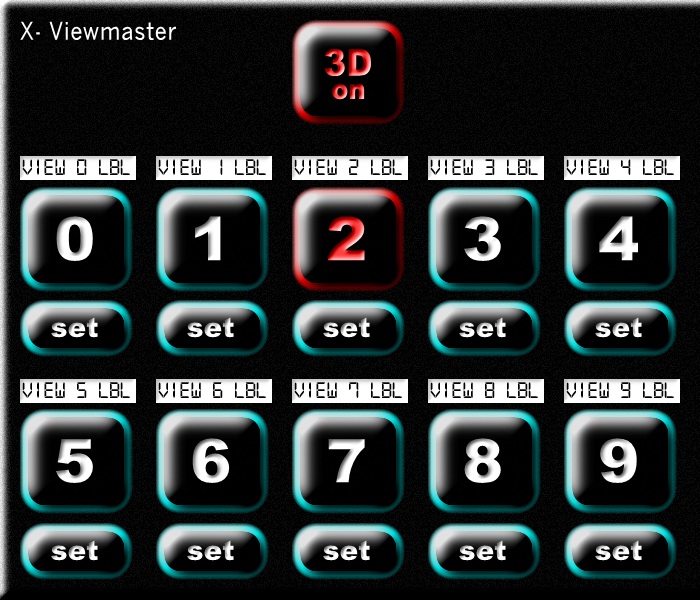 X- Viewmaster
3D
on
VIEW 0 LBL VIEW 1 LBL VIEW 2 LBL VIEW 3 LBL VIEW 4 LBL
0 1 2 3 4
set set set set set
VIEW 5 LBL VIEW 6 LBL VIEW 7 LBL VIEW 8 LBL VIEW 9 LBL
5 6 7 8 9
set set set set set